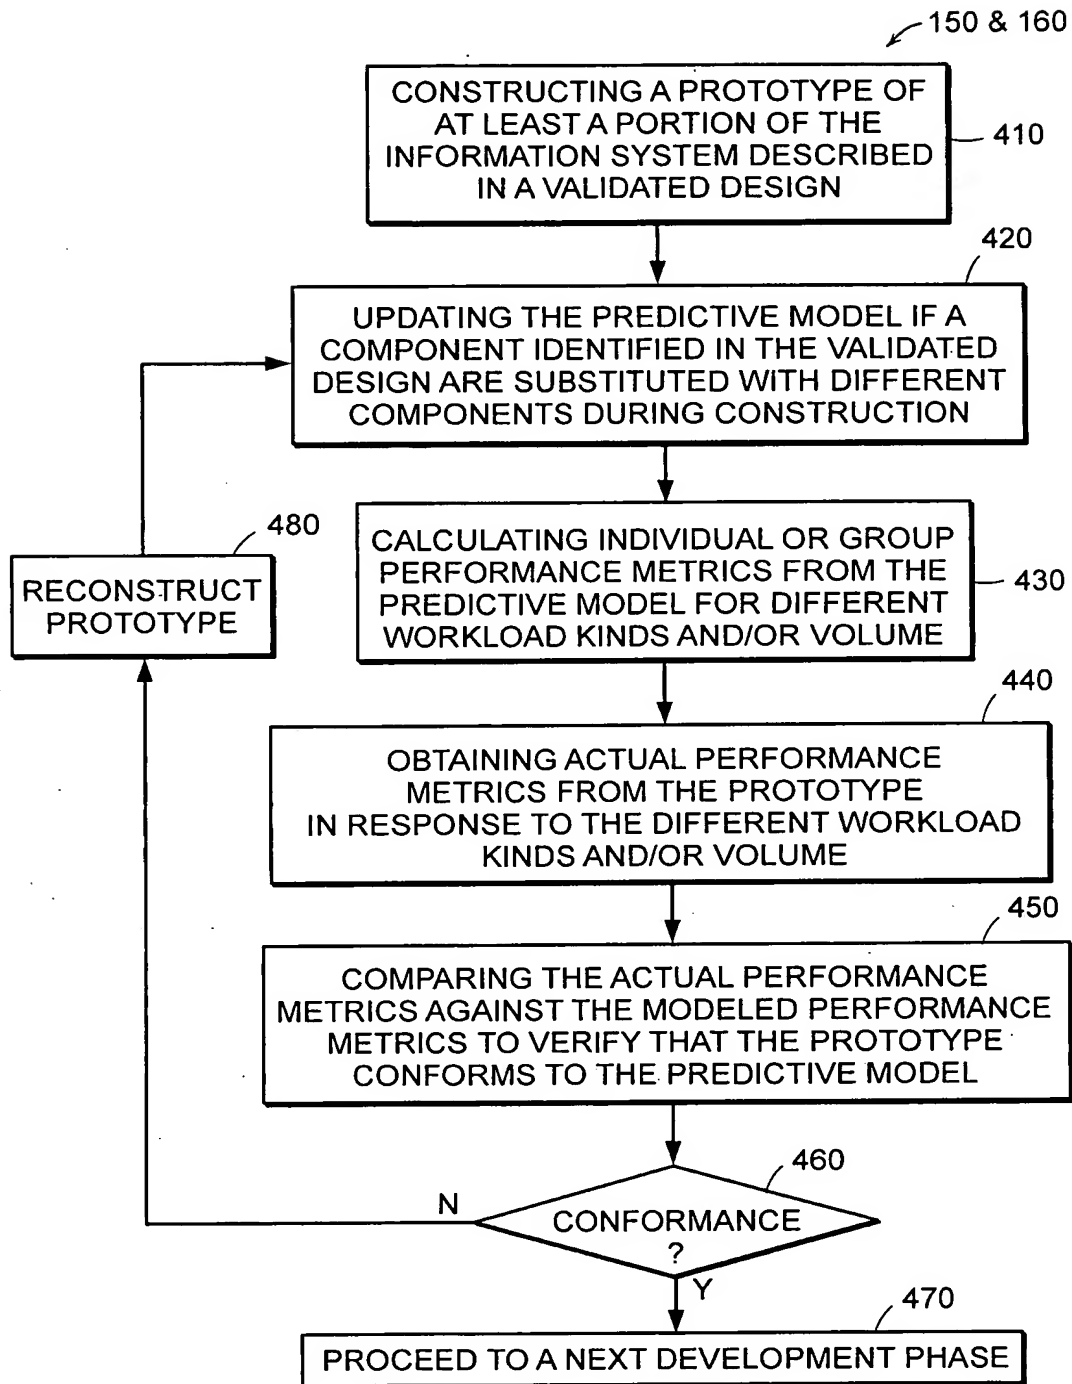 150 & 160
CONSTRUCTING A PROTOTYPE OF
AT LEAST A PORTION OF THE
INFORMATION SYSTEM DESCRIBED
IN A VALIDATED DESIGN
410
420
UPDATING THE PREDICTIVE MODEL IF A
COMPONENT IDENTIFIED IN THE VALIDATED
DESIGN ARE SUBSTITUTED WITH DIFFERENT
COMPONENTS DURING CONSTRUCTION
480
RECONSTRUCT
PROTOTYPE
CALCULATING INDIVIDUAL OR GROUP
PERFORMANCE METRICS FROM THE
PREDICTIVE MODEL FOR DIFFERENT
WORKLOAD KINDS AND/OR VOLUME
430
440
OBTAINING ACTUAL PERFORMANCE
METRICS FROM THE PROTOTYPE
IN RESPONSE TO THE DIFFERENT WORKLOAD
KINDS AND/OR VOLUME
450
COMPARING THE ACTUAL PERFORMANCE
METRICS AGAINST THE MODELED PERFORMANCE
METRICS TO VERIFY THAT THE PROTOTYPE
CONFORMS TO THE PREDICTIVE MODEL
460
N
CONFORMANCE
?
Y
470
PROCEED TO A NEXT DEVELOPMENT PHASE